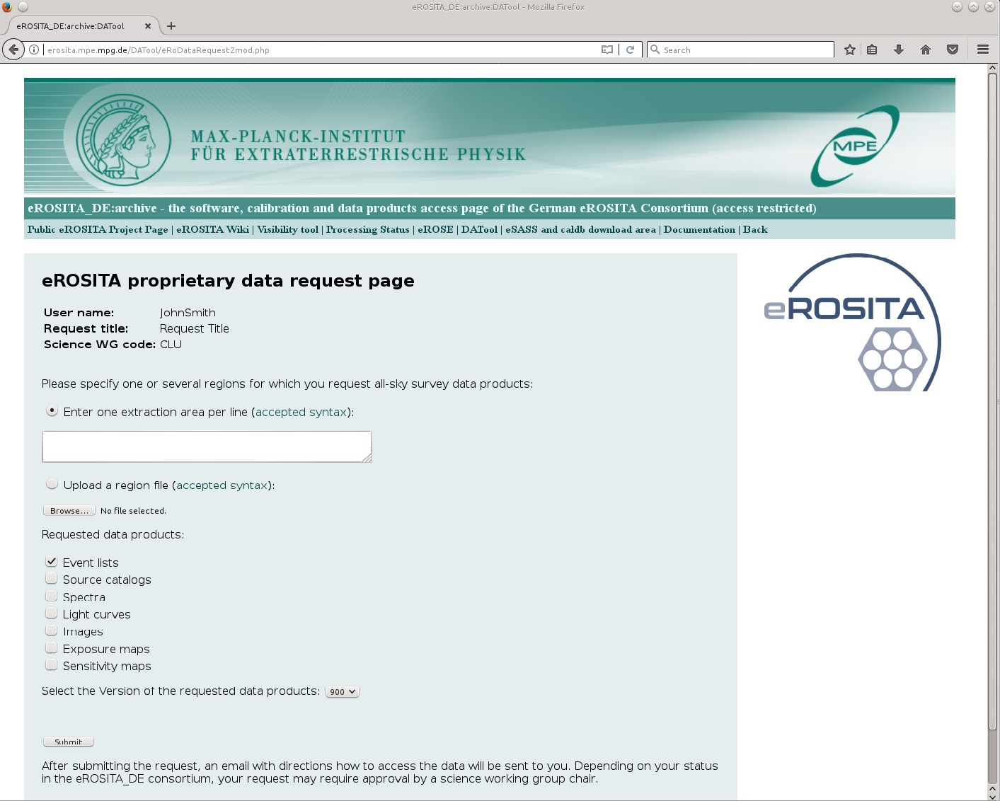 eROSITA_DE:archive:DATool - Mozilla Firefox
eROSITA_DE:archive:DATool
erosita.mpe.mpg.de/DATool/eRoDataRequest2mod.php
Search
MAX-PLANCK-INSTITUT
FÜR EXTRATERRESTRISCHE PHYSIK
MPE
eROSITA_DE:archive - the software, calibration and data products access page of the German eROSITA Consortium (access restricted)
Public eROSITA Project Page | eROSITA Wiki | Visibility tool | Processing Status | eROSE | DATool | eSASS and caldb download area | Documentation | Back
eROSITA proprietary data request page
eROSITA
User name: JohnSmith
Request title: Request Title
Science WG code: CLU
Please specify one or several regions for which you request all-sky survey data products:
Enter one extraction area per line (accepted syntax):
Upload a region file (accepted syntax):
Browse... No file selected.
Requested data products:
Event lists
Source catalogs
Spectra
Light curves
Images
Exposure maps
Sensitivity maps
Select the Version of the requested data products: 900
Submit
After submitting the request, an email with directions how to access the data will be sent to you. Depending on your status
in the eROSITA_DE consortium, your request may require approval by a science working group chair.